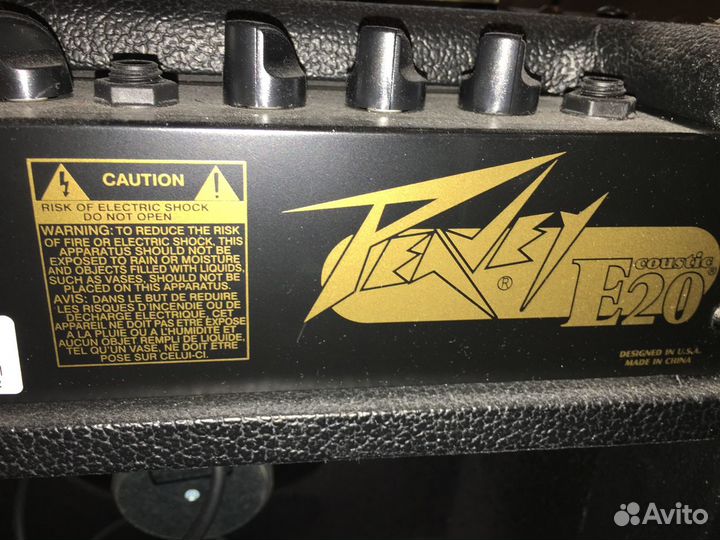 CAUTION
RISK OF ELECTRIC SHOCK
DO NOT OPEN
WARNING: TO REDUCE THE RISK
OF FIRE OR ELECTRIC SHOCK, THIS
APPARATUS SHOULD NOT BE
EXPOSED TO RAIN OR MOISTURE
AND OBJECTS FILLED WITH LIQUIDS,
SUCH AS VASES, SHOULD NOT BE
PLACED ON THIS APPARATUS.
AVIS: DANS LE BUT DE REDUIRE
LES RISQUES D'INCENDIE OU DE
DECHARGE ELECTRIQUE, CET
APPAREIL NE DOIT PAS ETRE EXPOSE
A LA PLUIE OU A L'HUMIDITE ET
AUCUN OBJET REMPLI DE LIQUIDE,
TEL QU'UN VASE, NE DOIT ETRE
POSE SUR CELUI-CI.
PEAVEY ®
Ecoustic®
E20
DESIGNED IN U.S.A.
MADE IN CHINA
Avito